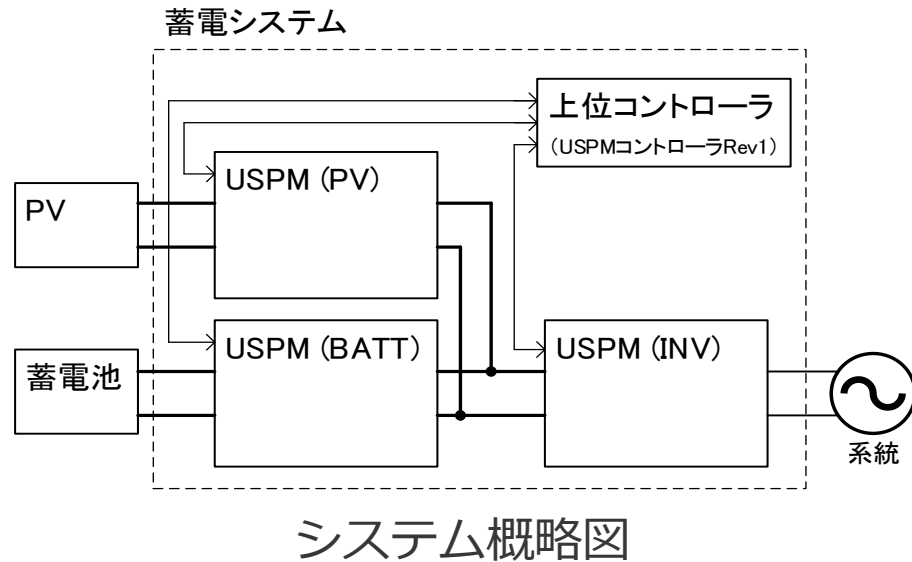 蓄電システム
上位コントローラ
（USPMコントローラRev1）
USPM (PV)
PV
USPM (BATT)
USPM (INV)
蓄電池
系統
システム概略図